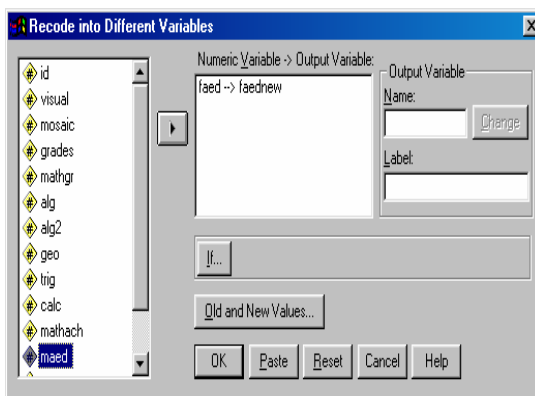 Recode into Different Variables
id
visual
mosaic
grades
mathgr
alg
alg2
geo
trig
calc
mathach
maed
Numeric Variable -> Output Variable:
faed --> faednew
Output Variable
Name:
Change
Label:
If...
Old and New Values...
OK Paste Reset Cancel Help